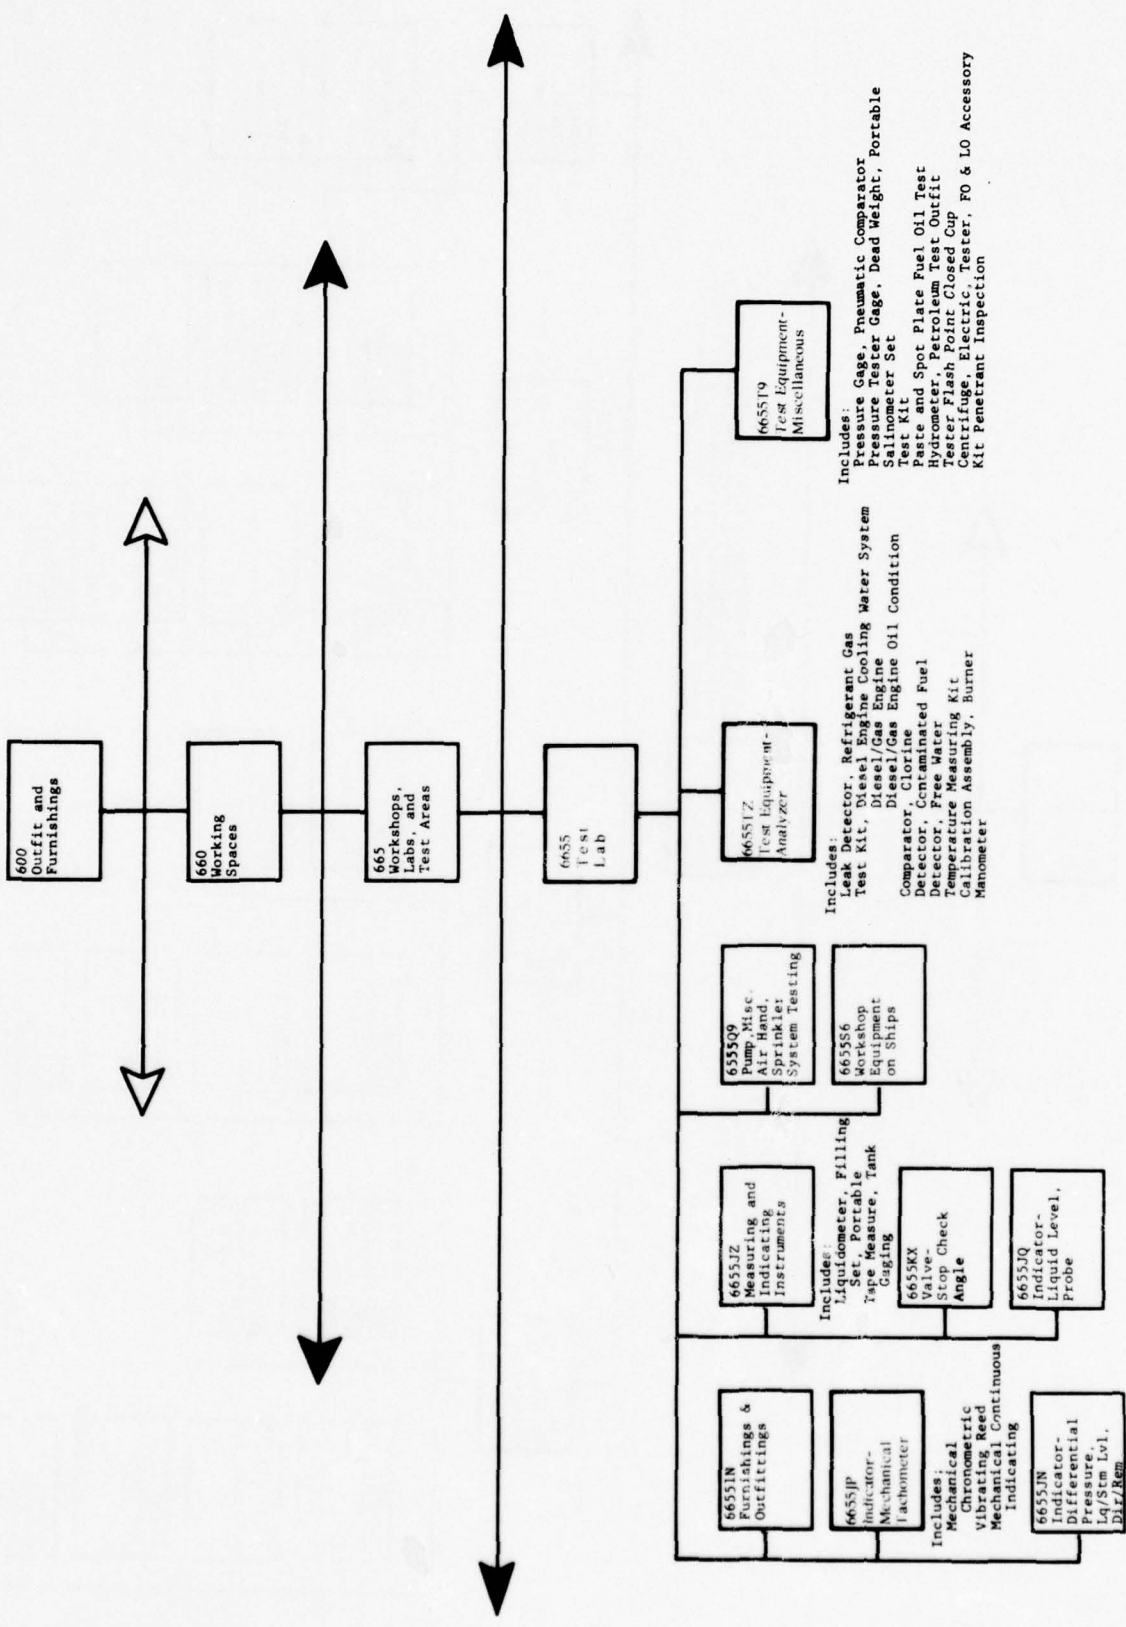 600
Outfit and
Furnishings
660
Working
Spaces
665
Workshops,
Labs, and
Test Areas
6655
Test
Lab
66551N
Furnishings &
Outfittings
6655JP
Indicator-
Mechanical
Tachometer
Includes:
Mechanical
Chronometric
Vibrating Reed
Mechanical Continuous
Indicating
6655JN
Indicator-
Differential
Pressure,
Lq/Stm Lvl,
Dir/Rem
6655JZ
Measuring and
Indicating
Instruments
Includes:
Liquidometer, Filling
Set, Portable
Tape Measure, Tank
Gaging
6655KX
Valve-
Stop Check
Angle
6655JQ
Indicator-
Liquid Level,
Probe
6555Q9
Pump, Misc.
Air Hand,
Sprinkler
System Testing
6655S6
Workshop
Equipment
on Ships
6655TZ
Test Equipment-
Analyzer
Includes:
Leak Detector, Refrigerant Gas
Test Kit, Diesel Engine Cooling Water System
Diesel/Gas Engine
Diesel/Gas Engine Oil Condition
Comparator, Clorine
Detector, Contaminated Fuel
Detector, Free Water
Temperature Measuring Kit
Calibration Assembly, Burner
Manometer
6655T9
Test Equipment-
Miscellaneous
Includes:
Pressure Gage, Pneumatic Comparator
Pressure Tester Gage, Dead Weight, Portable
Salinometer Set
Test Kit
Paste and Spot Plate Fuel Oil Test
Hydrometer, Petroleum Test Outfit
Tester Flash Point Closed Cup
Centrifuge, Electric, Tester, FO & LO Accessory
Kit Penetrant Inspection